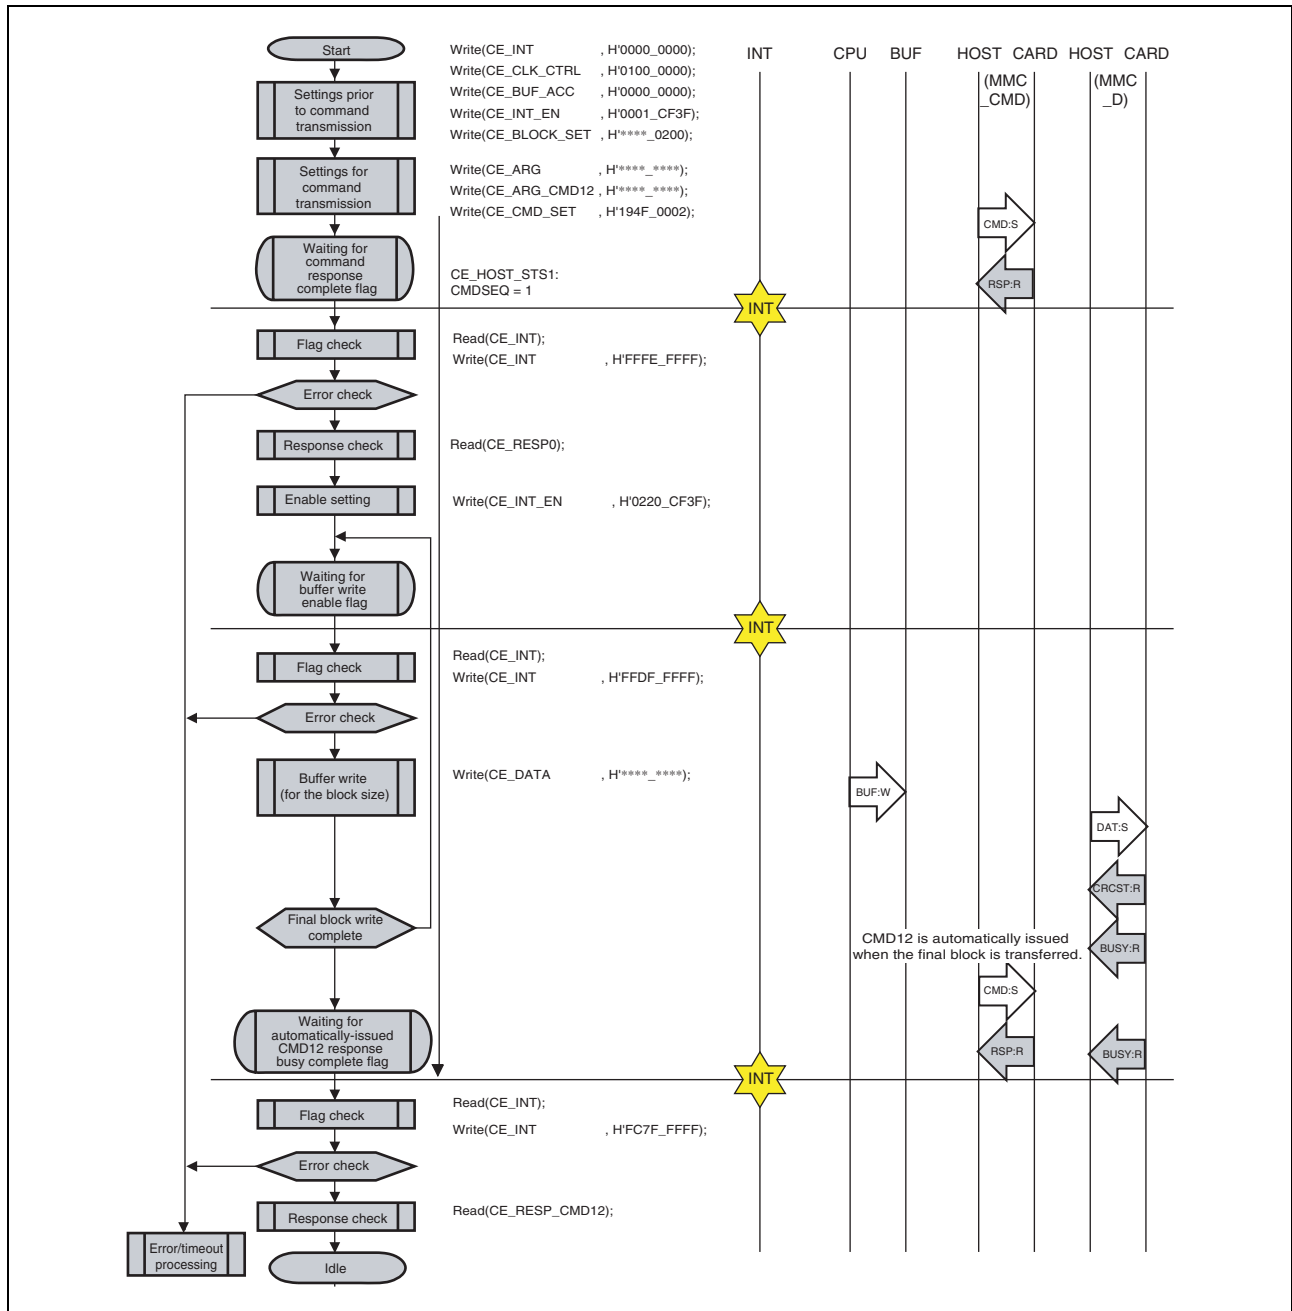 Start
Write(CE_INT , H'0000_0000);
Write(CE_CLK_CTRL , H'0100_0000);
Write(CE_BUF_ACC , H'0000_0000);
Write(CE_INT_EN , H'0001_CF3F);
Write(CE_BLOCK_SET , H'****_0200);
INT
CPU
BUF
HOST CARD
HOST CARD
(MMC
_CMD)
(MMC
_D)
Settings prior
to command
transmission
Settings for
command
transmission
Write(CE_ARG , H'****_****);
Write(CE_ARG_CMD12 , H'****_****);
Write(CE_CMD_SET , H'194F_0002);
CMD:S
Waiting for
command
response
complete flag
CE_HOST_STS1:
CMDSEQ = 1
RSP:R
INT
Flag check
Read(CE_INT);
Write(CE_INT , H'FFFE_FFFF);
Error check
Response check
Read(CE_RESP0);
Enable setting
Write(CE_INT_EN , H'0220_CF3F);
Waiting for
buffer write
enable flag
INT
Flag check
Read(CE_INT);
Write(CE_INT , H'FFDF_FFFF);
Error check
Buffer write
(for the block size)
Write(CE_DATA , H'****_****);
BUF:W
DAT:S
CRCST:R
Final block write
complete
CMD12 is automatically issued
when the final block is transferred.
BUSY:R
CMD:S
Waiting for
automatically-issued
CMD12 response
busy complete flag
RSP:R
BUSY:R
INT
Flag check
Read(CE_INT);
Write(CE_INT , H'FC7F_FFFF);
Error check
Response check
Read(CE_RESP_CMD12);
Error/timeout
processing
Idle